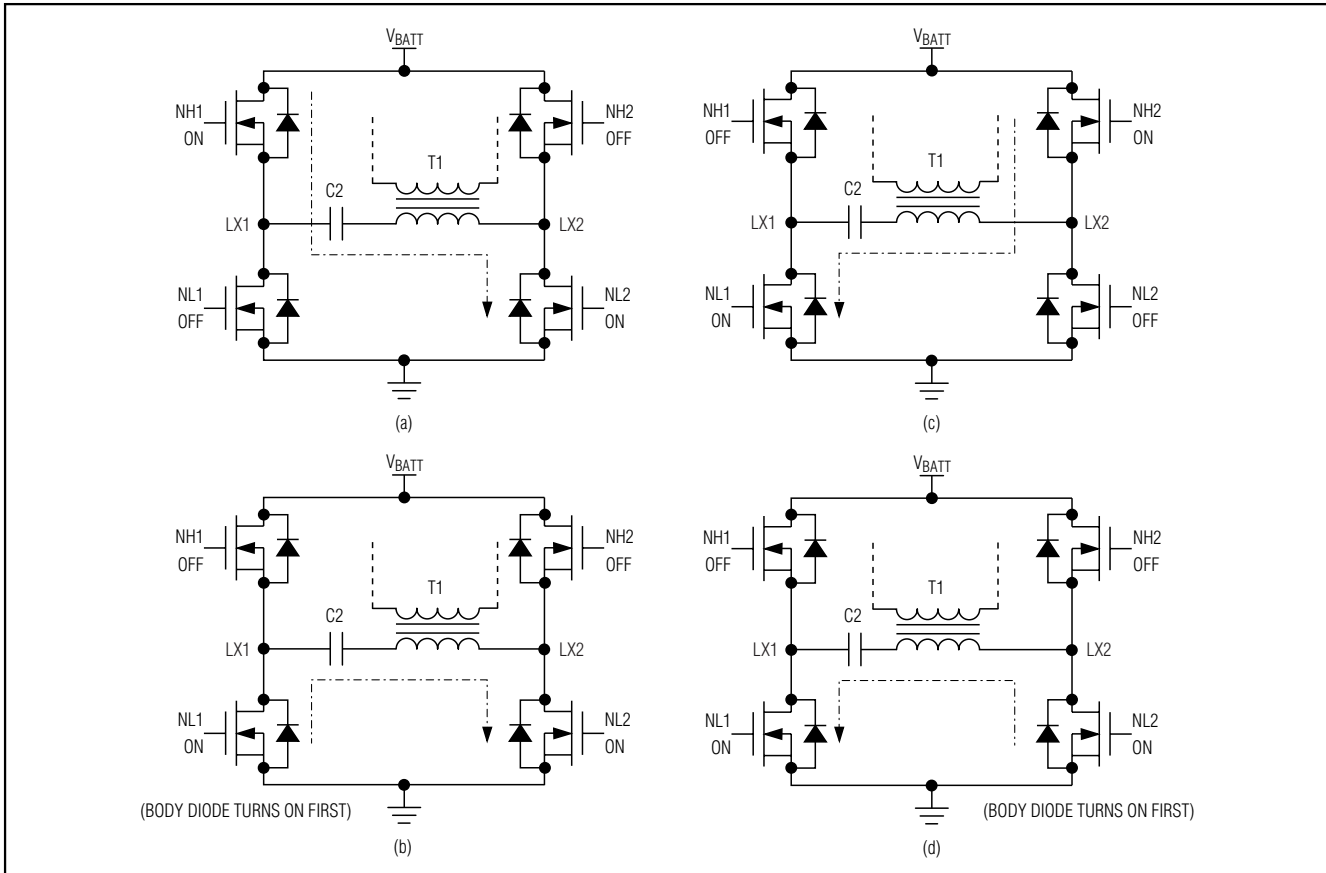 VBATT
NH1
ON
NH2
OFF
T1
C2
LX1
LX2
NL1
OFF
NL2
ON
(a)
VBATT
NH1
OFF
NH2
ON
T1
C2
LX1
LX2
NL1
ON
NL2
OFF
(c)
VBATT
NH1
OFF
NH2
OFF
T1
C2
LX1
LX2
NL1
ON
NL2
ON
(BODY DIODE TURNS ON FIRST)
(b)
VBATT
NH1
OFF
NH2
OFF
T1
C2
LX1
LX2
NL1
ON
NL2
ON
(BODY DIODE TURNS ON FIRST)
(d)